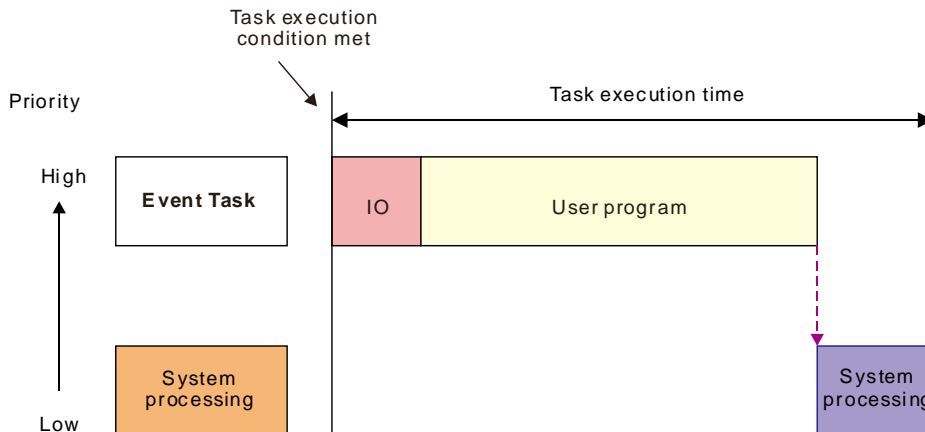 Task execution
condition met
Priority
Task execution time
High
Event Task
IO
User program
System
processing
System
processing
Low